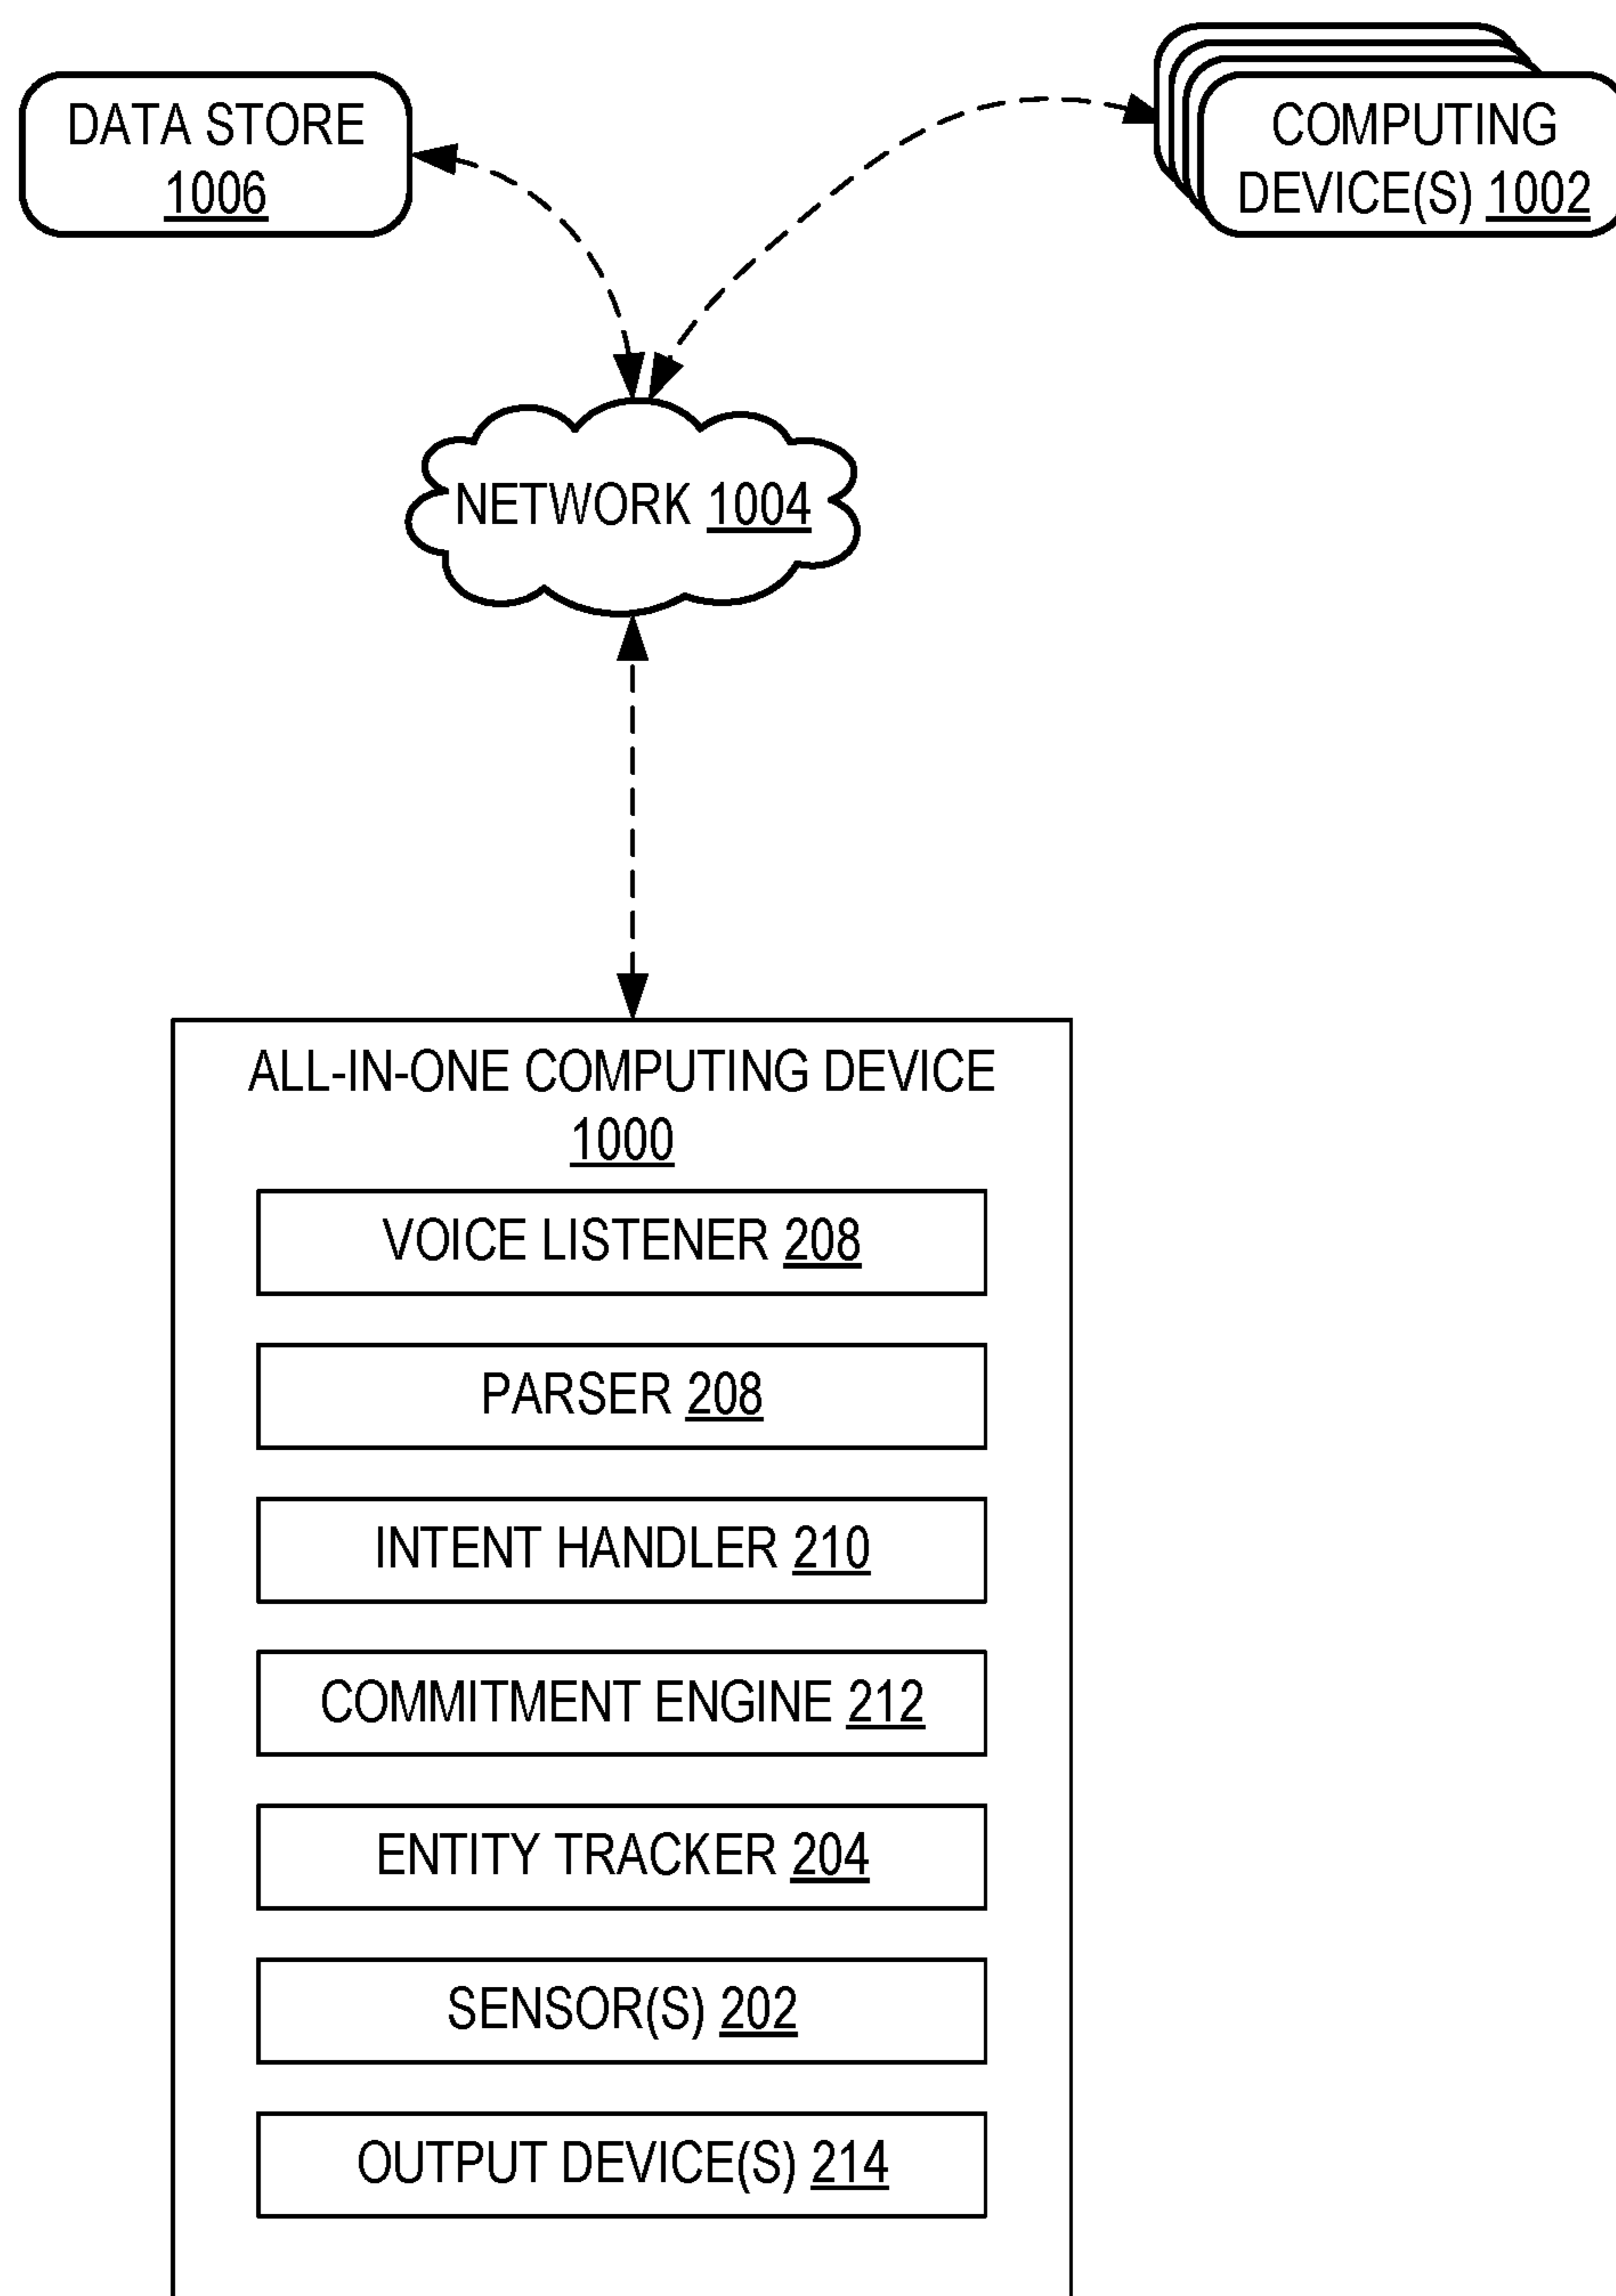 DATA STORE
1006
COMPUTING
DEVICE(S) 1002
NETWORK 1004
ALL-IN-ONE COMPUTING DEVICE
1000
VOICE LISTENER 208
PARSER 208
INTENT HANDLER 210
COMMITMENT ENGINE 212
ENTITY TRACKER 204
SENSOR(S) 202
OUTPUT DEVICE(S) 214